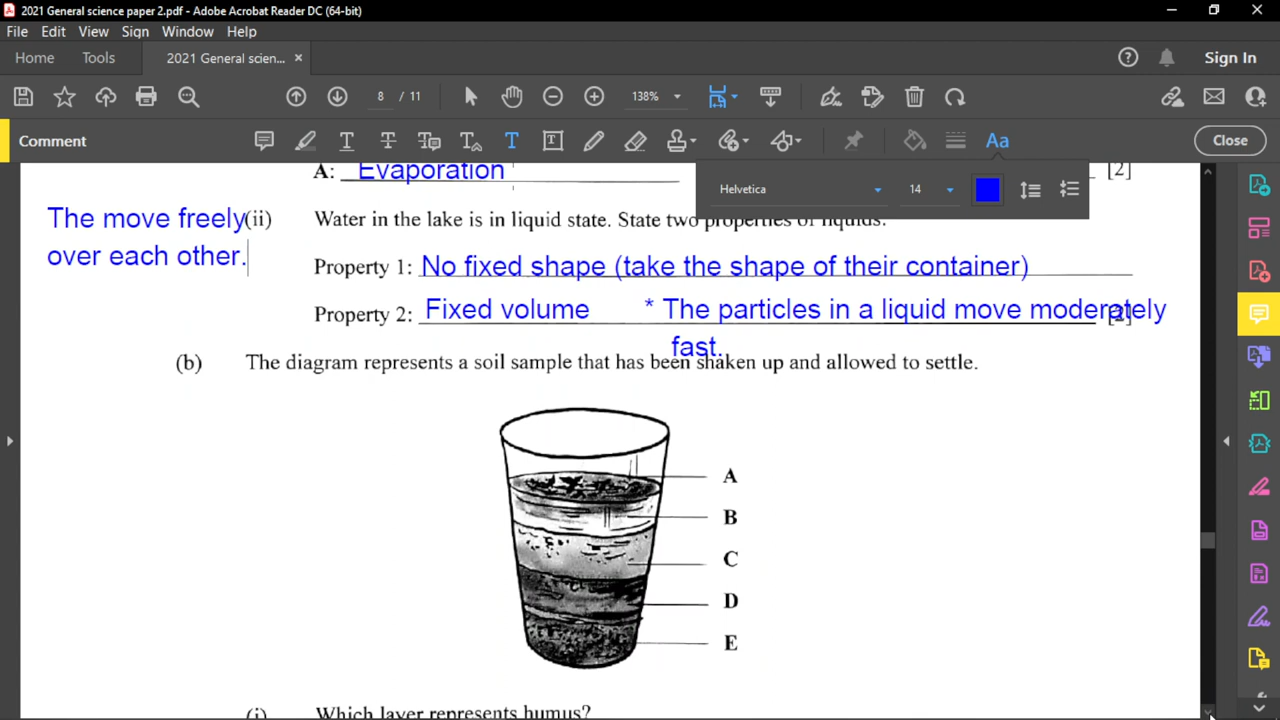 2021 General science paper 2.pdf - Adobe Acrobat Reader DC (64-bit)
File Edit View Sign Window Help
Home Tools 2021 General scien... × Sign In
8 / 11 138%
Comment Close
Helvetica 14
A: Evaporation [2]
The move freely
over each other.
(ii) Water in the lake is in liquid state. State two properties of liquids.
Property 1: No fixed shape (take the shape of their container)
Property 2: Fixed volume * The particles in a liquid move moderately [2]
fast.
(b) The diagram represents a soil sample that has been shaken up and allowed to settle.
A
B
C
D
E
(i) Which layer represents humus?